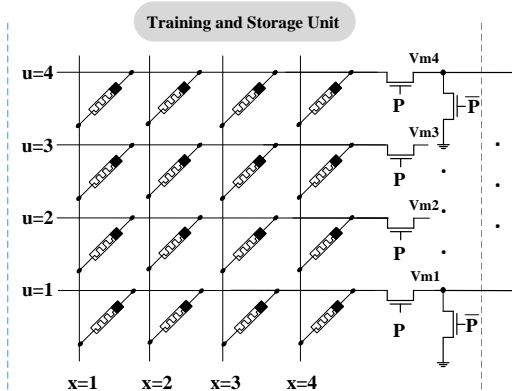 Training and Storage Unit
Vm4
u=4
P
P̅
Vm3
u=3
P
Vm2
u=2
P
Vm1
u=1
P
P̅
x=1 x=2 x=3 x=4